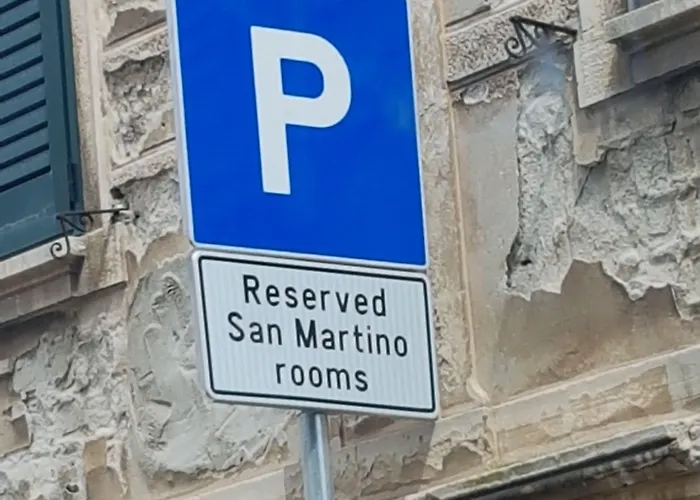 P
Reserved
San Martino
rooms